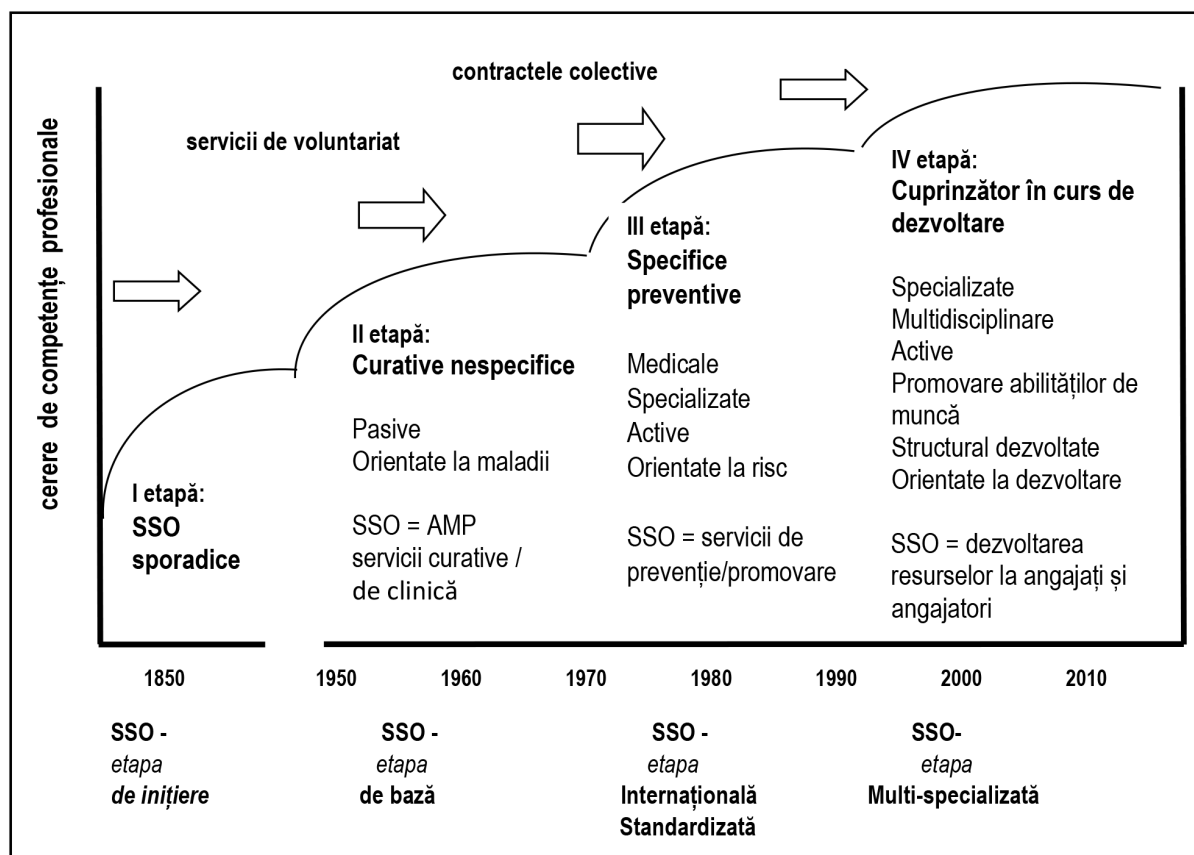 cerere de competențe profesionale
contractele colective
servicii de voluntariat
I etapă:
SSO
sporadice
II etapă:
Curative nespecifice
Pasive
Orientate la maladii
SSO = AMP
servicii curative /
de clinică
III etapă:
Specifice
preventive
Medicale
Specializate
Active
Orientate la risc
SSO = servicii de
prevenție/promovare
IV etapă:
Cuprinzător în curs de
dezvoltare
Specializate
Multidisciplinare
Active
Promovare abilităților de
muncă
Structural dezvoltate
Orientate la dezvoltare
SSO = dezvoltarea
resurselor la angajați și
angajatori
1850 1950 1960 1970 1980 1990 2000 2010
SSO -
etapa
de inițiere
SSO -
etapa
de bază
SSO -
etapa
Internațională
Standardizată
SSO-
etapa
Multi-specializată